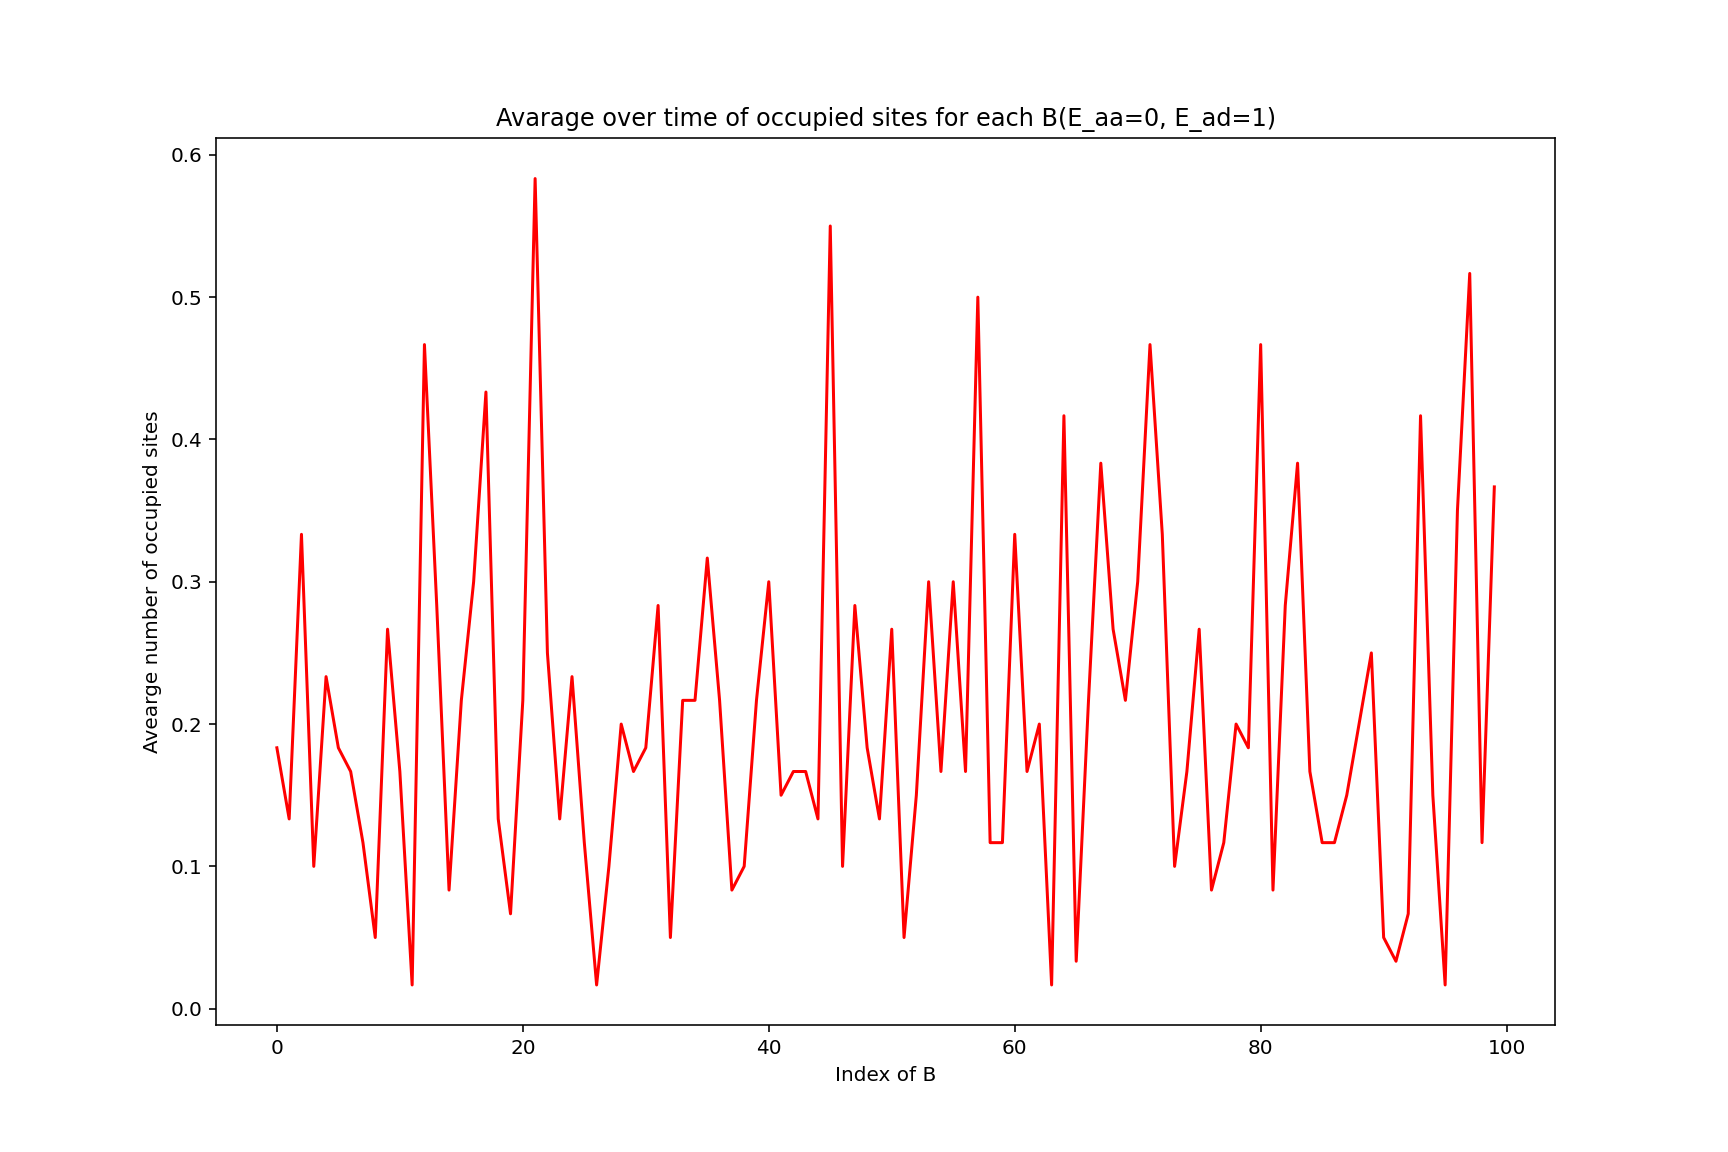 Avarage over time of occupied sites for each B(E_aa=0, E_ad=1)
Avearge number of occupied sites
0.6
0.5
0.4
0.3
0.2
0.1
0.0
0 20 40 60 80 100
Index of B